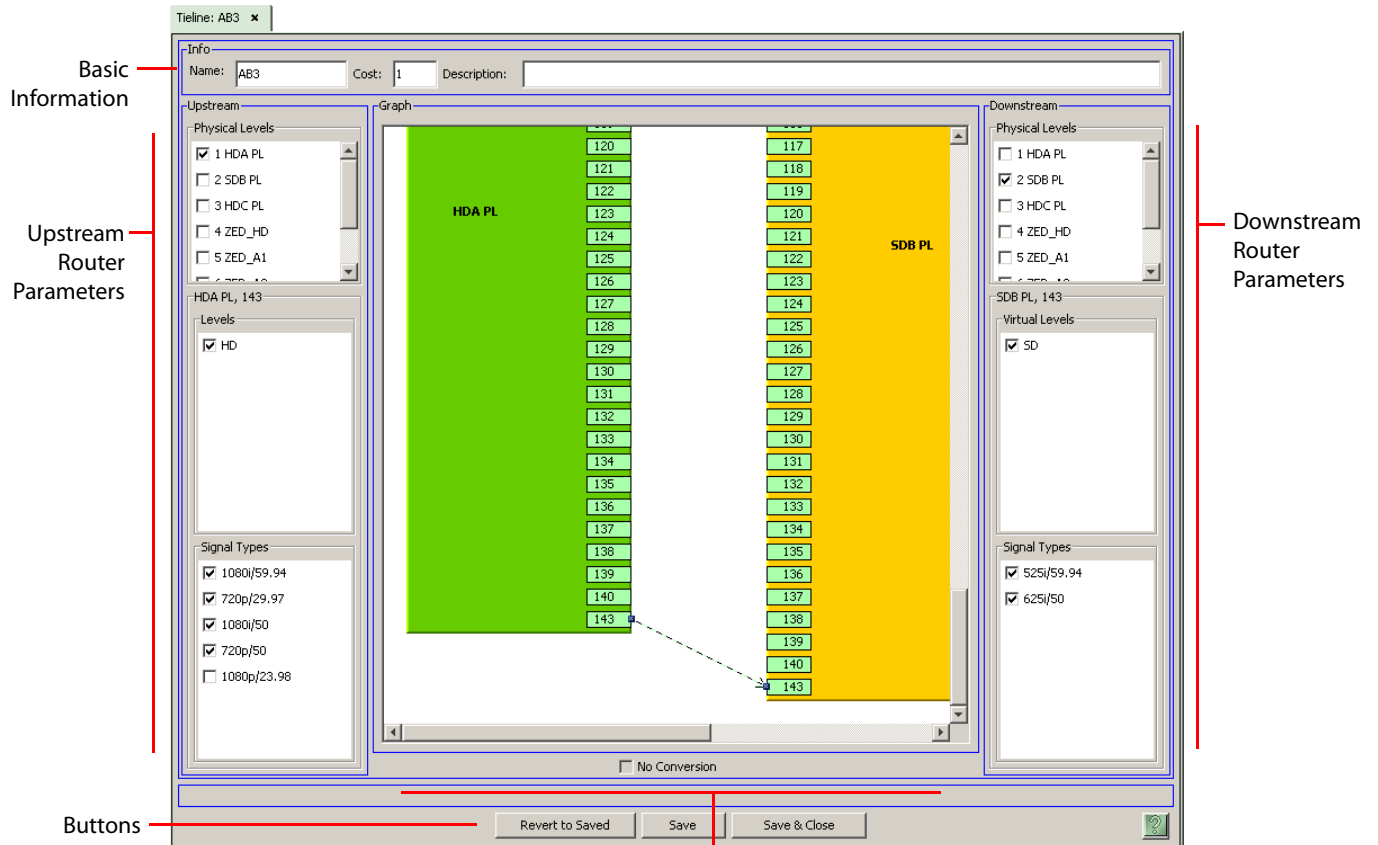 Tieline: AB3 ×
Info
Name: AB3 Cost: 1 Description:
Basic
Information
Upstream
Physical Levels
1 HDA PL
2 SDB PL
3 HDC PL
4 ZED_HD
5 ZED_A1
Upstream
Router
Parameters
HDA PL, 143
Levels
HD
Signal Types
1080i/59.94
720p/29.97
1080i/50
720p/50
1080p/23.98
Graph
HDA PL
120
121
122
123
124
125
126
127
128
129
130
131
132
133
134
135
136
137
138
139
140
143
117
118
119
120
121
122
123
124
125
126
127
128
129
130
131
132
133
134
135
136
137
138
139
140
143
SDB PL
No Conversion
Downstream
Physical Levels
1 HDA PL
2 SDB PL
3 HDC PL
4 ZED_HD
5 ZED_A1
Downstream
Router
Parameters
SDB PL, 143
Virtual Levels
SD
Signal Types
525i/59.94
625i/50
Buttons
Revert to Saved
Save
Save & Close
?